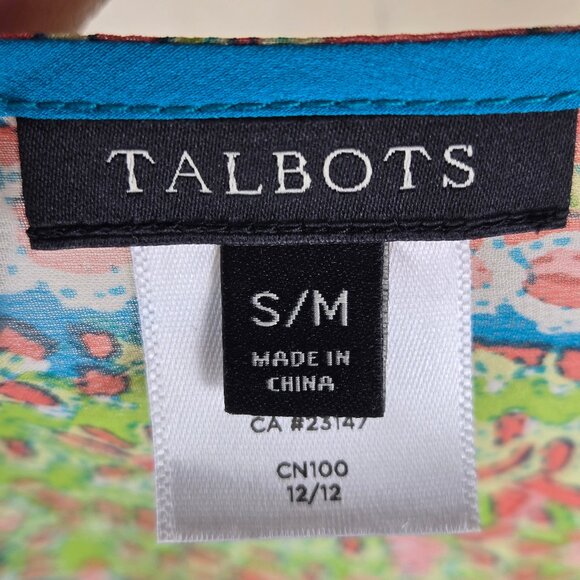 TALBOTS
S/M
MADE IN
CHINA
CA #23147
CN100
12/12